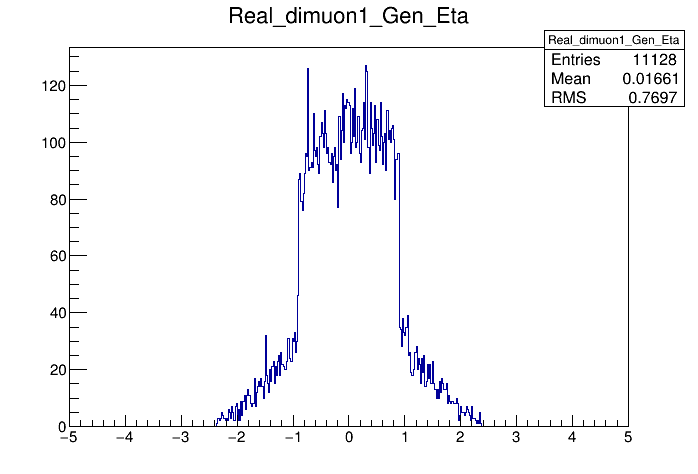 Real_dimuon1_Gen_Eta
Real_dimuon1_Gen_Eta
Entries 11128
Mean 0.01661
RMS 0.7697
120
100
80
60
40
20
0
−5 −4 −3 −2 −1 0 1 2 3 4 5